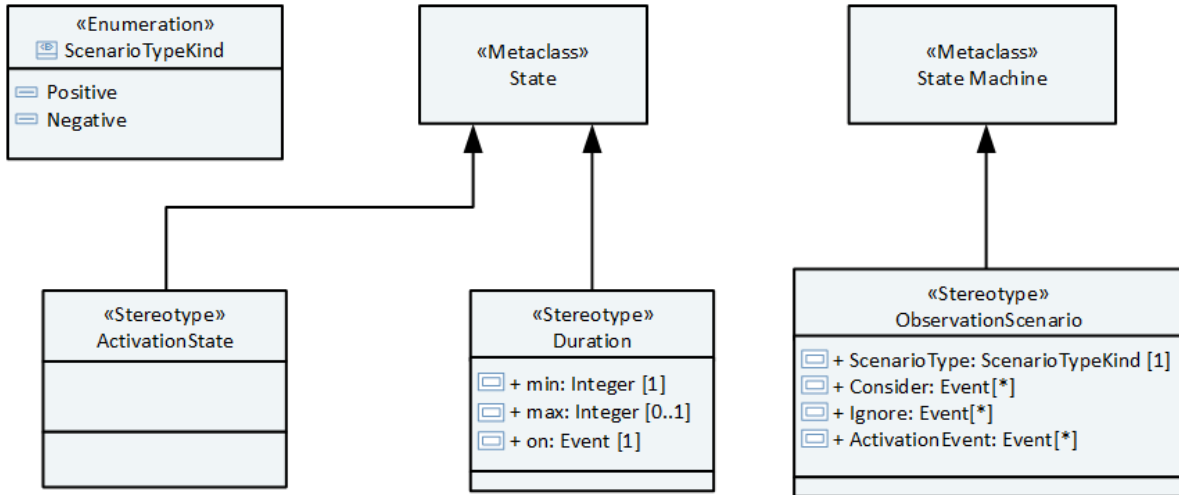 «Enumeration»
ScenarioTypeKind
Positive
Negative
«Metaclass»
State
«Metaclass»
State Machine
«Stereotype»
ActivationState
«Stereotype»
Duration
+ min: Integer [1]
+ max: Integer [0..1]
+ on: Event [1]
«Stereotype»
ObservationScenario
+ ScenarioType: ScenarioTypeKind [1]
+ Consider: Event[*]
+ Ignore: Event[*]
+ ActivationEvent: Event[*]